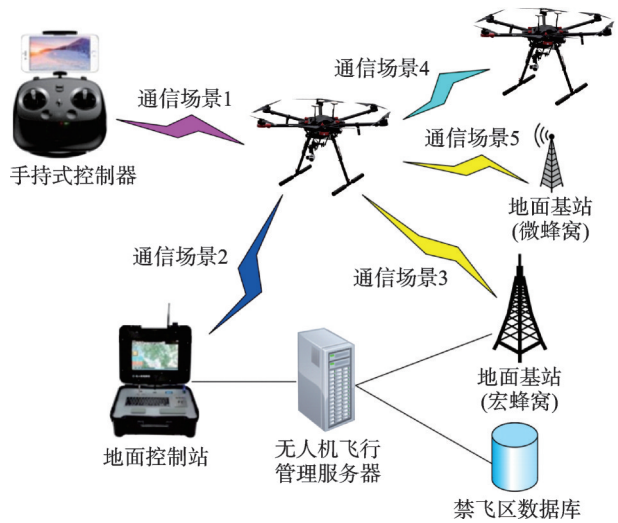 通信场景4
通信场景1
通信场景5
手持式控制器
地面基站
(微蜂窝)
通信场景2
通信场景3
地面基站
(宏蜂窝)
地面控制站
无人机飞行
管理服务器
禁飞区数据库